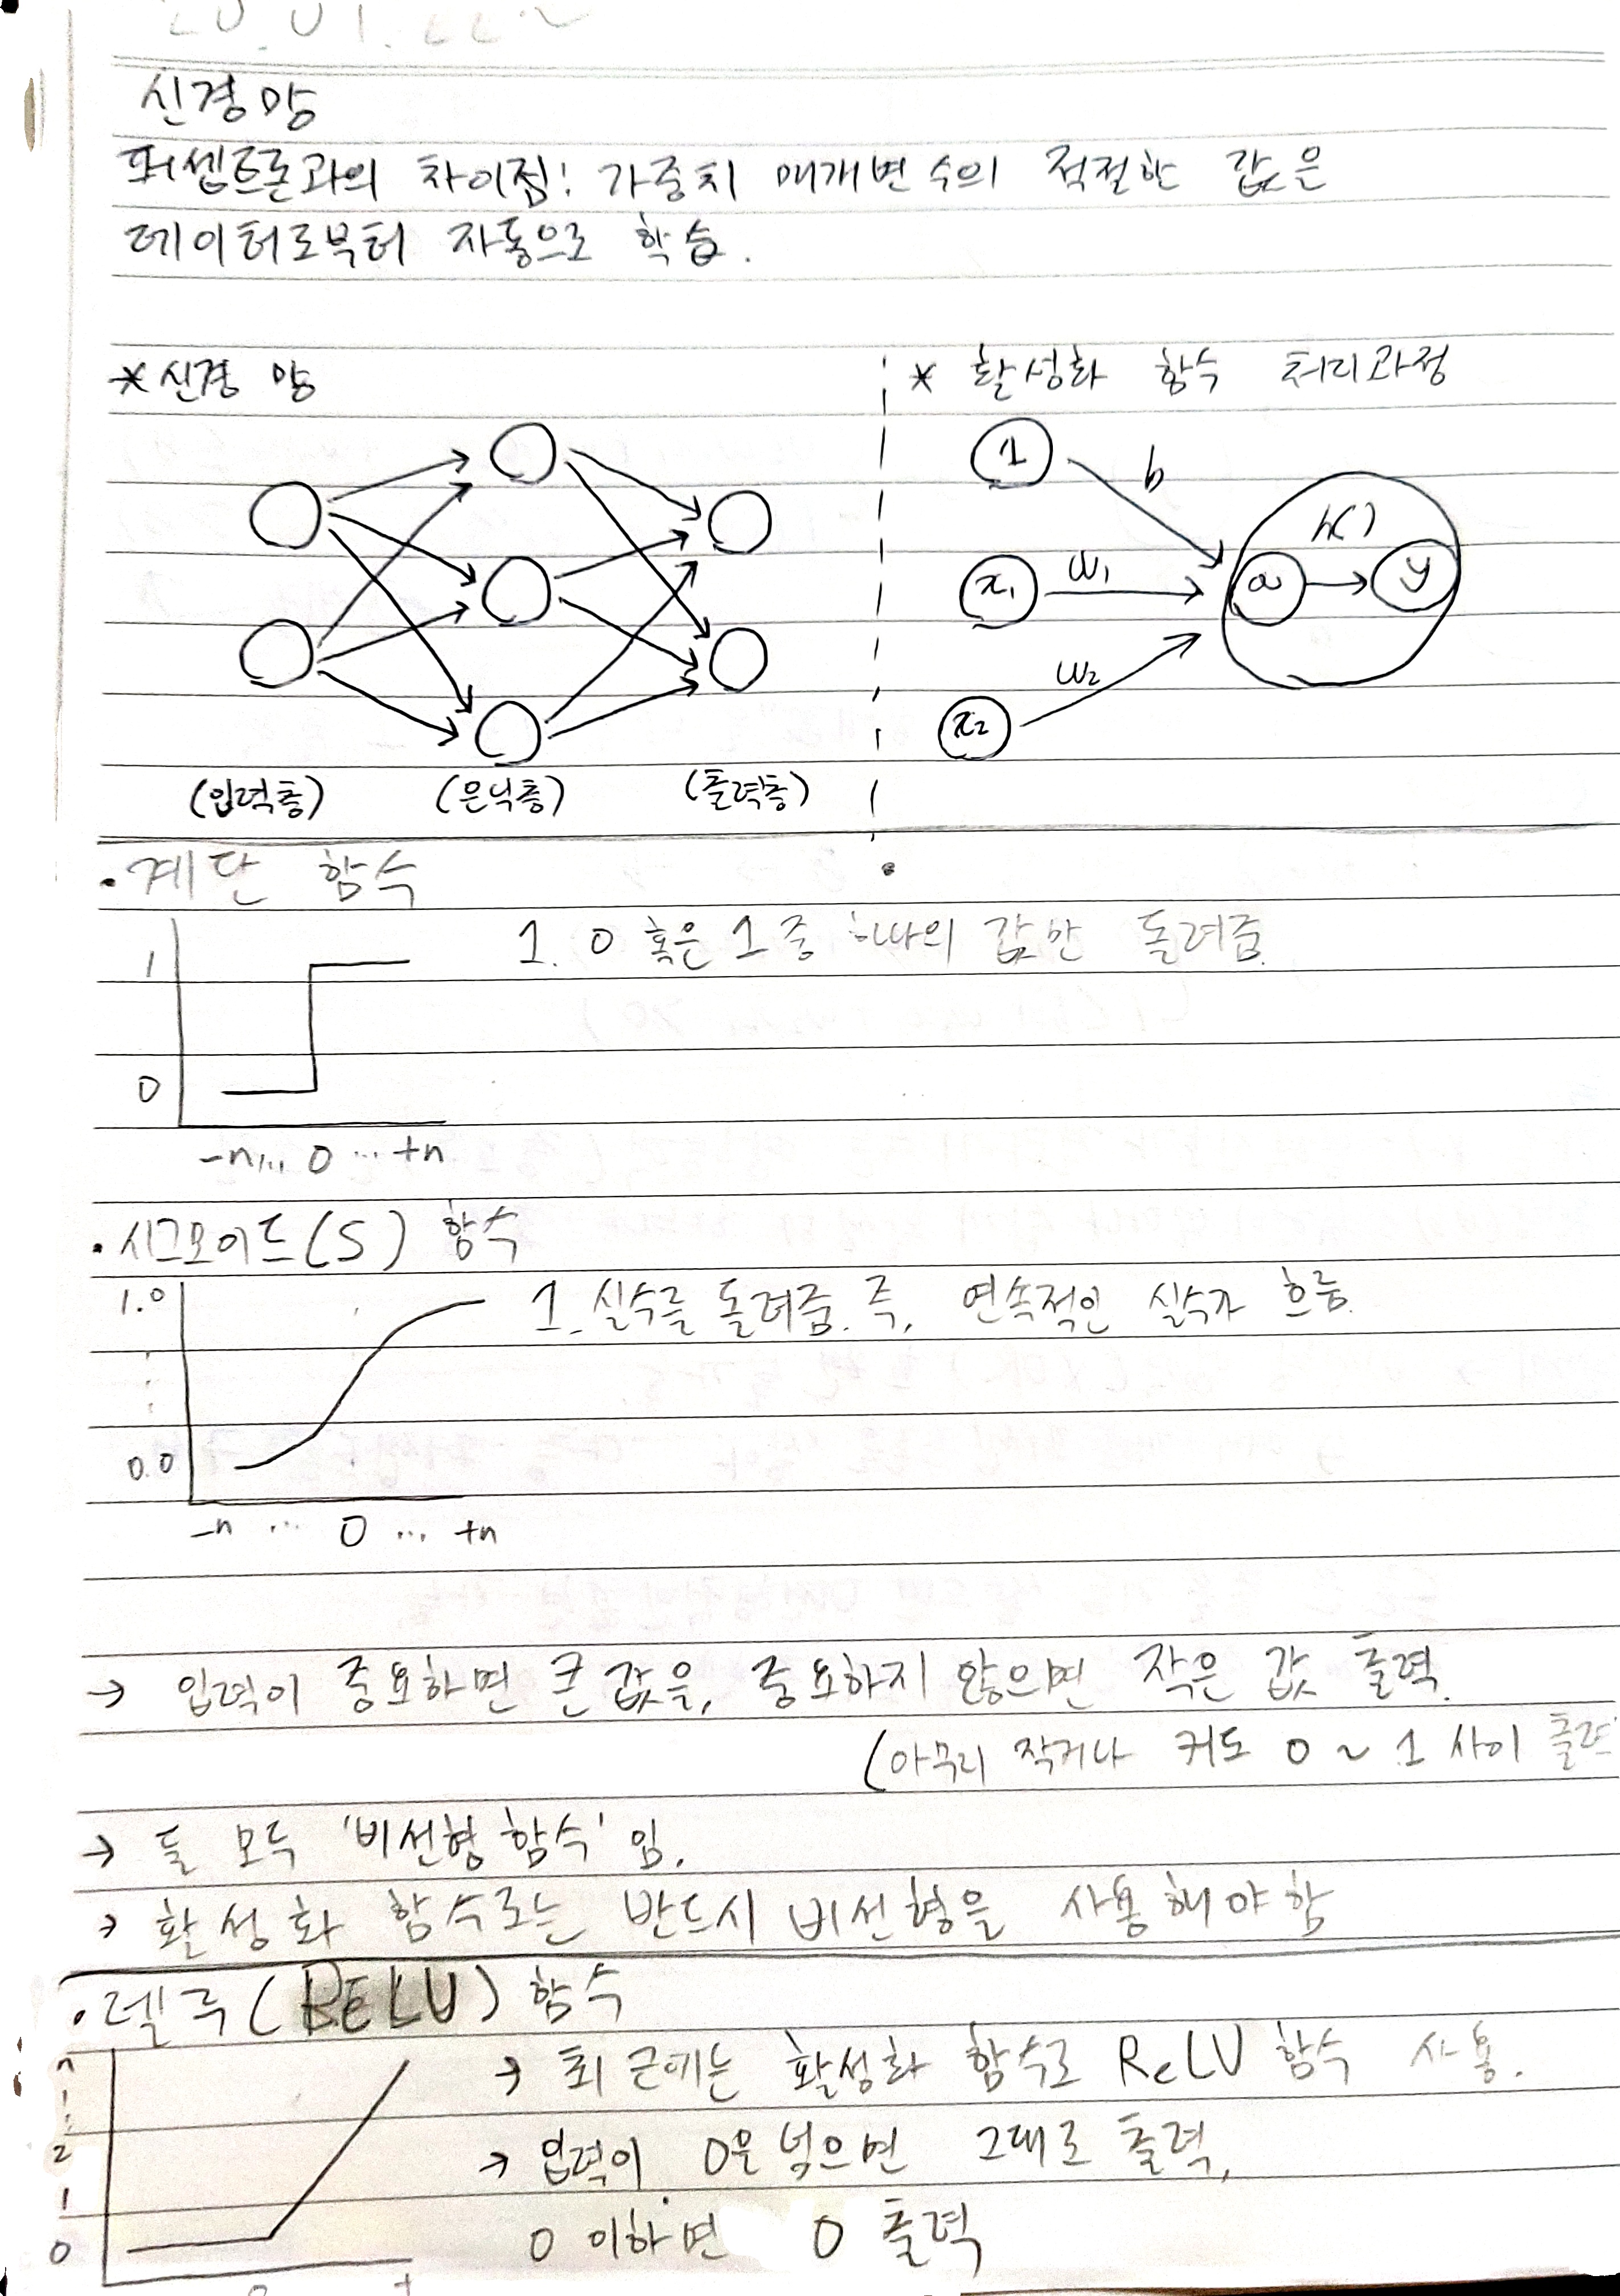 신경망
퍼셉트론과의 차이점: 가중치 매개변수의 적절한 값은
데이터로부터 자동으로 학습.
*신경망
* 활성화 함수 처리과정
1
b
h()
x₁
w₁
a
y
w₂
x₂
(입력층) (은닉층) (출력층)
·계단 함수
1. 0 혹은 1 중 하나의 값만 돌려줌.
1
0
-n... 0 ... +n
·시그모이드(S) 함수
1.0
1. 실수를 돌려줌. 즉, 연속적인 실수가 흐름.
0.0
-n ... 0 ... +n
→ 입력이 중요하면 큰 값을, 중요하지 않으면 작은 값 출력.
(아무리 작거나 커도 0 ~ 1 사이 출력
→ 둘 모두 '비선형 함수'임.
→ 활성화 함수로는 반드시 비선형을 사용해야함
·렐루(ReLU) 함수
→ 최근에는 활성화 함수로 ReLU 함수 사용.
2
→ 입력이 0을 넘으면 그대로 출력,
1
0
0 이하면 0 출력